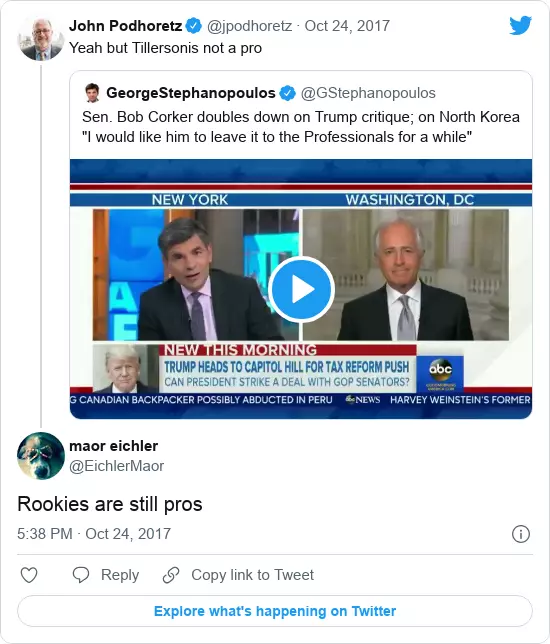 John Podhoretz @jpodhoretz · Oct 24, 2017
Yeah but Tillersonis not a pro
GeorgeStephanopoulos @GStephanopoulos
Sen. Bob Corker doubles down on Trump critique; on North Korea
"I would like him to leave it to the Professionals for a while"
NEW YORK
WASHINGTON, DC
NEW THIS MORNING
TRUMP HEADS TO CAPITOL HILL FOR TAX REFORM PUSH
CAN PRESIDENT STRIKE A DEAL WITH GOP SENATORS?
abc
G CANADIAN BACKPACKER POSSIBLY ABDUCTED IN PERU abc NEWS HARVEY WEINSTEIN'S FORMER
maor eichler
@EichlerMaor
Rookies are still pros
5:38 PM · Oct 24, 2017
Reply
Copy link to Tweet
Explore what's happening on Twitter